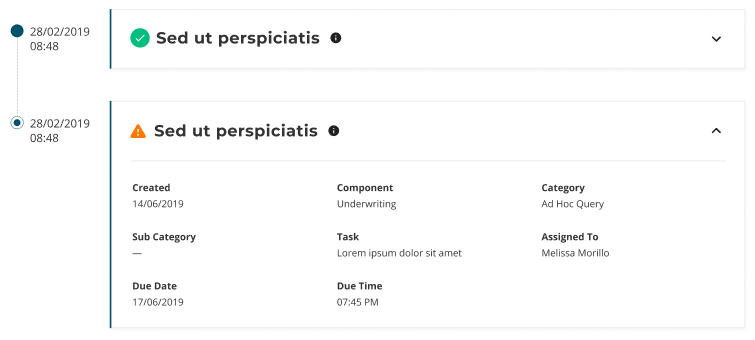 28/02/2019
08:48
Sed ut perspiciatis
28/02/2019
08:48
Sed ut perspiciatis
Created
Component
Category
14/06/2019
Underwriting
Ad Hoc Query
Sub Category
Task
Assigned To
—
Lorem ipsum dolor sit amet
Melissa Morillo
Due Date
Due Time
17/06/2019
07:45 PM